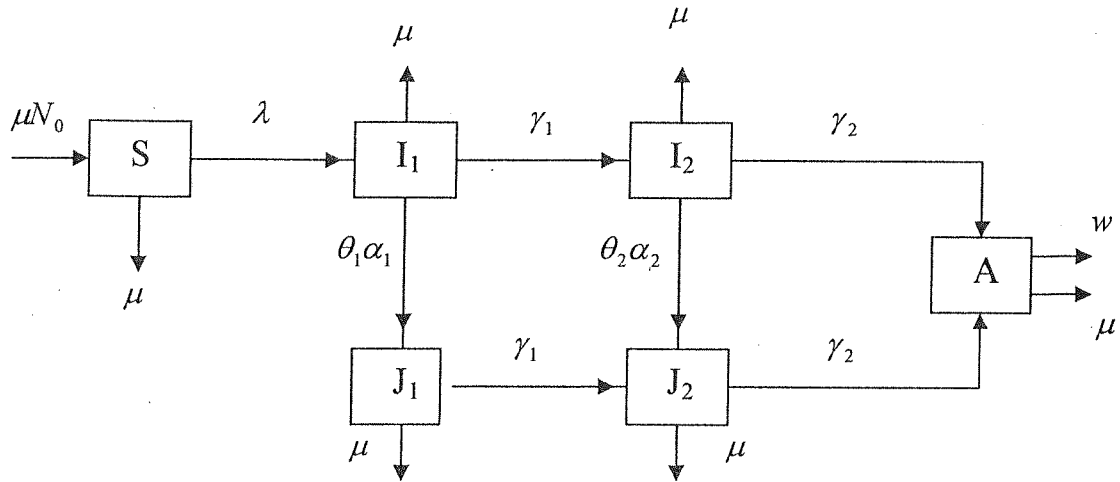 μ μ
μN₀ λ γ₁ γ₂
S I₁ I₂
w
θ₁α₁ θ₂α₂ A
μ μ
γ₁ γ₂
J₁ J₂
μ μ